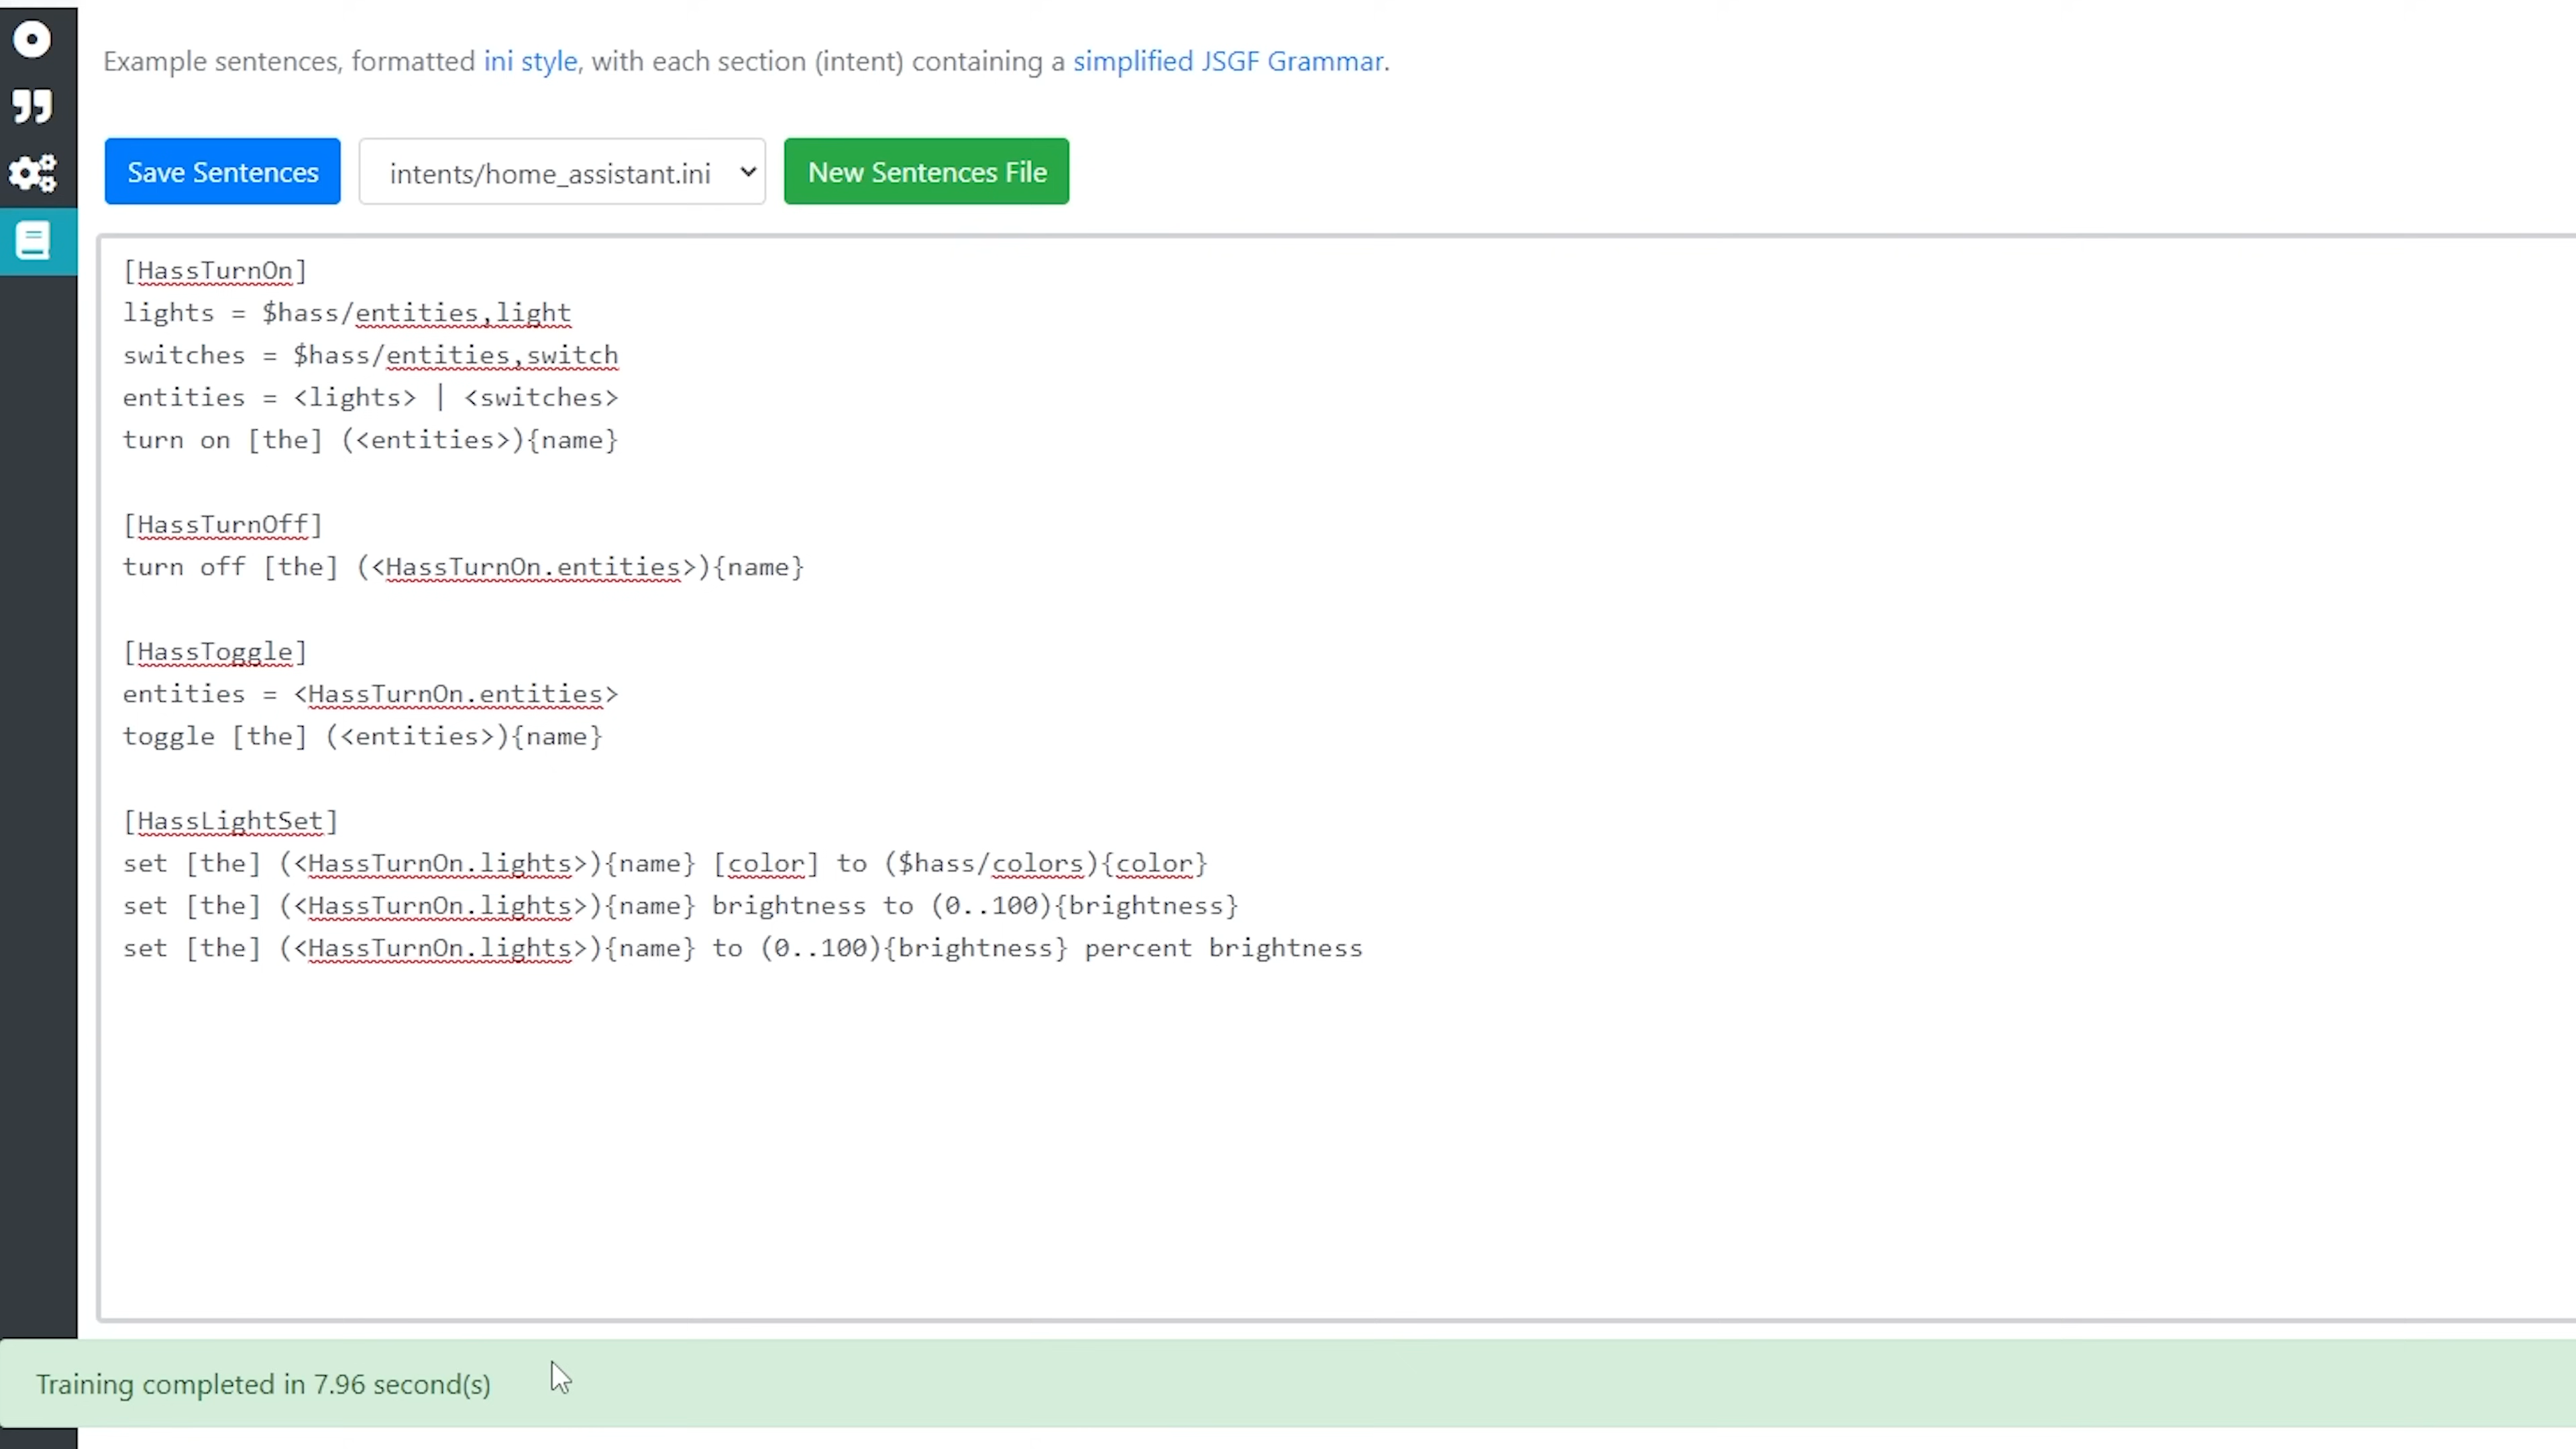 Example sentences, formatted ini style, with each section (intent) containing a simplified JSGF Grammar.
Save Sentences
intents/home_assistant.ini
New Sentences File
[HassTurnOn]
lights = $hass/entities,light
switches = $hass/entities,switch
entities = <lights> | <switches>
turn on [the] (<entities>){name}
[HassTurnOff]
turn off [the] (<HassTurnOn.entities>){name}
[HassToggle]
entities = <HassTurnOn.entities>
toggle [the] (<entities>){name}
[HassLightSet]
set [the] (<HassTurnOn.lights>){name} [color] to ($hass/colors){color}
set [the] (<HassTurnOn.lights>){name} brightness to (0..100){brightness}
set [the] (<HassTurnOn.lights>){name} to (0..100){brightness} percent brightness
Training completed in 7.96 second(s)